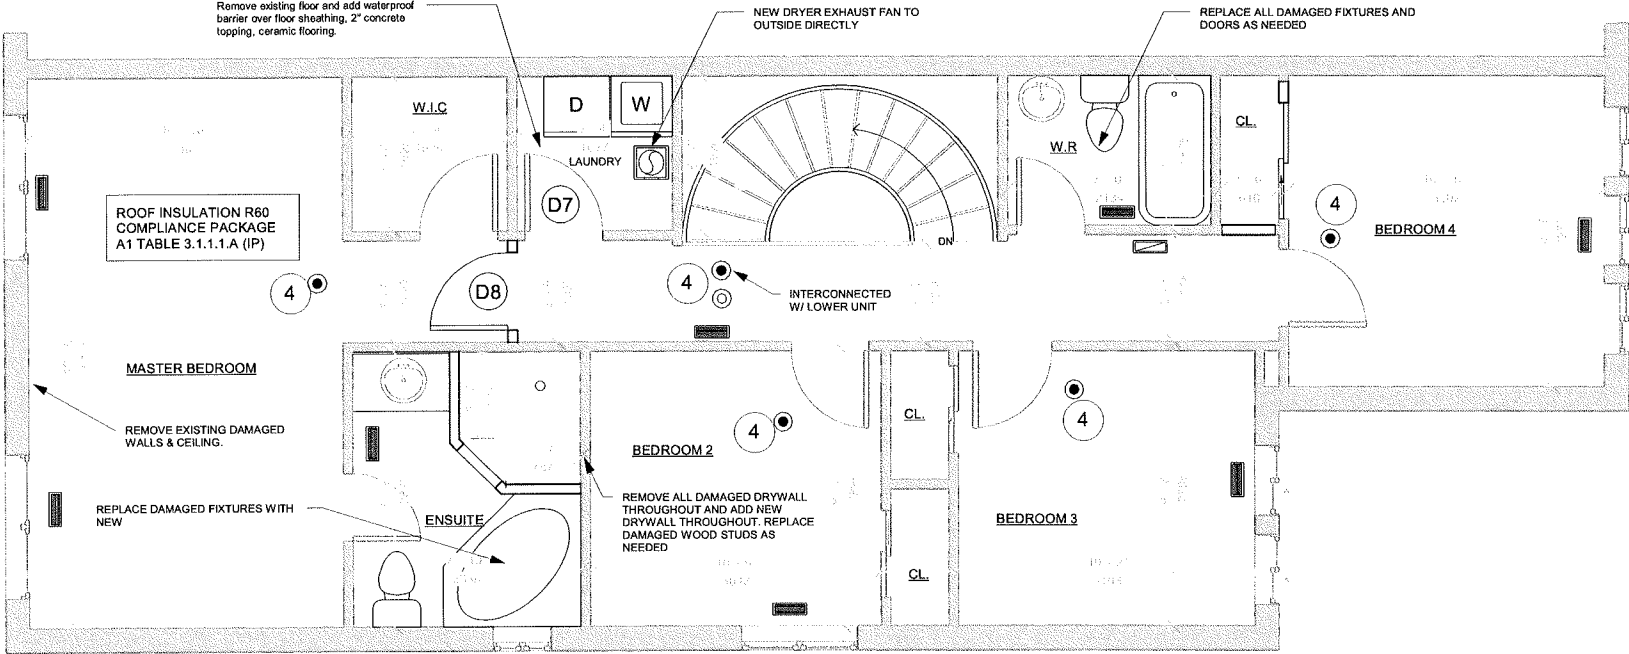 Remove existing floor and add waterproof
barrier over floor sheathing, 2" concrete
topping, ceramic flooring.
NEW DRYER EXHAUST FAN TO
OUTSIDE DIRECTLY
REPLACE ALL DAMAGED FIXTURES AND
DOORS AS NEEDED
W.I.C
D
W
LAUNDRY
D7
W.R
CL.
DN
ROOF INSULATION R60
COMPLIANCE PACKAGE
A1 TABLE 3.1.1.1.A (IP)
4
BEDROOM 4
4
D8
4
INTERCONNECTED
W/ LOWER UNIT
MASTER BEDROOM
REMOVE EXISTING DAMAGED
WALLS & CEILING.
REPLACE DAMAGED FIXTURES WITH
NEW
ENSUITE
BEDROOM 2
4
REMOVE ALL DAMAGED DRYWALL
THROUGHOUT AND ADD NEW
DRYWALL THROUGHOUT. REPLACE
DAMAGED WOOD STUDS AS
NEEDED
CL.
CL.
4
BEDROOM 3